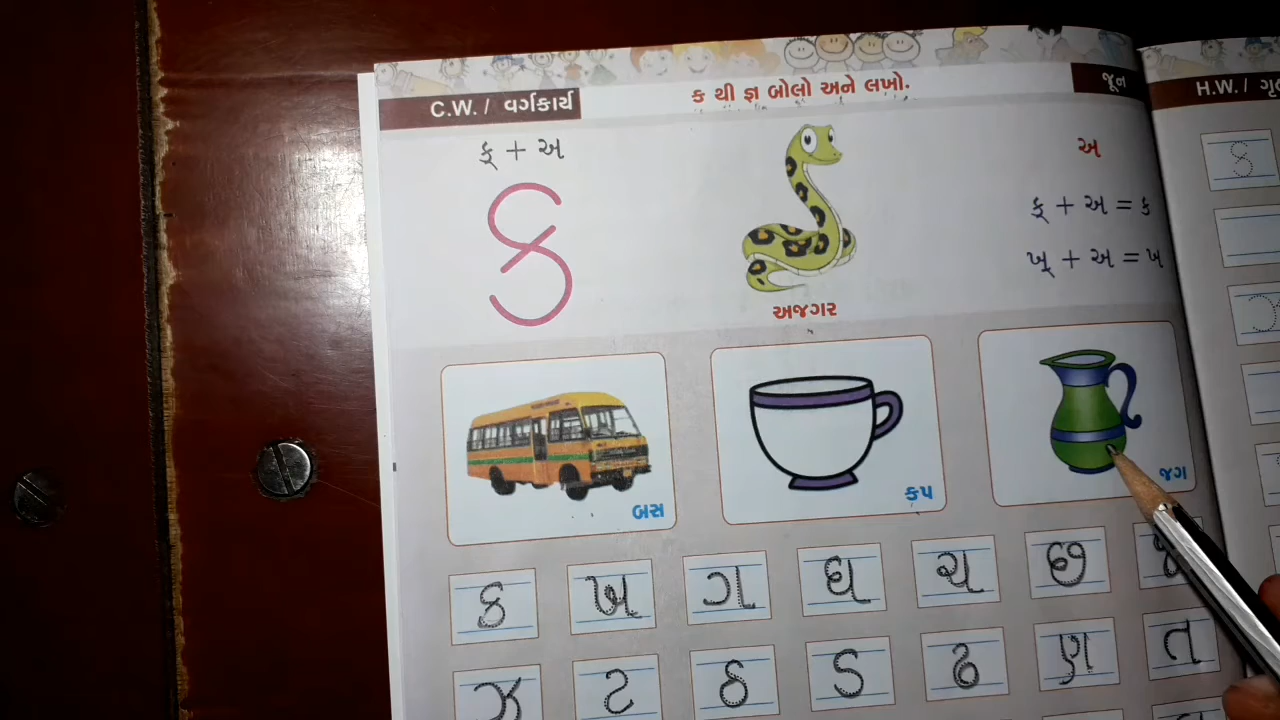 C.W. / વર્ગકાર્ય
ક થી જ્ઞ બોલો અને લખો.
જૂન
H.W. /
ક્ + અ
ક
અજગર
અ
ક્ + અ = ક
ખ્ + અ = ખ
બસ
કપ
જગ
ક ખ ગ ઘ ચ છ
ઝ ટ ઠ ડ ઢ ણ ત